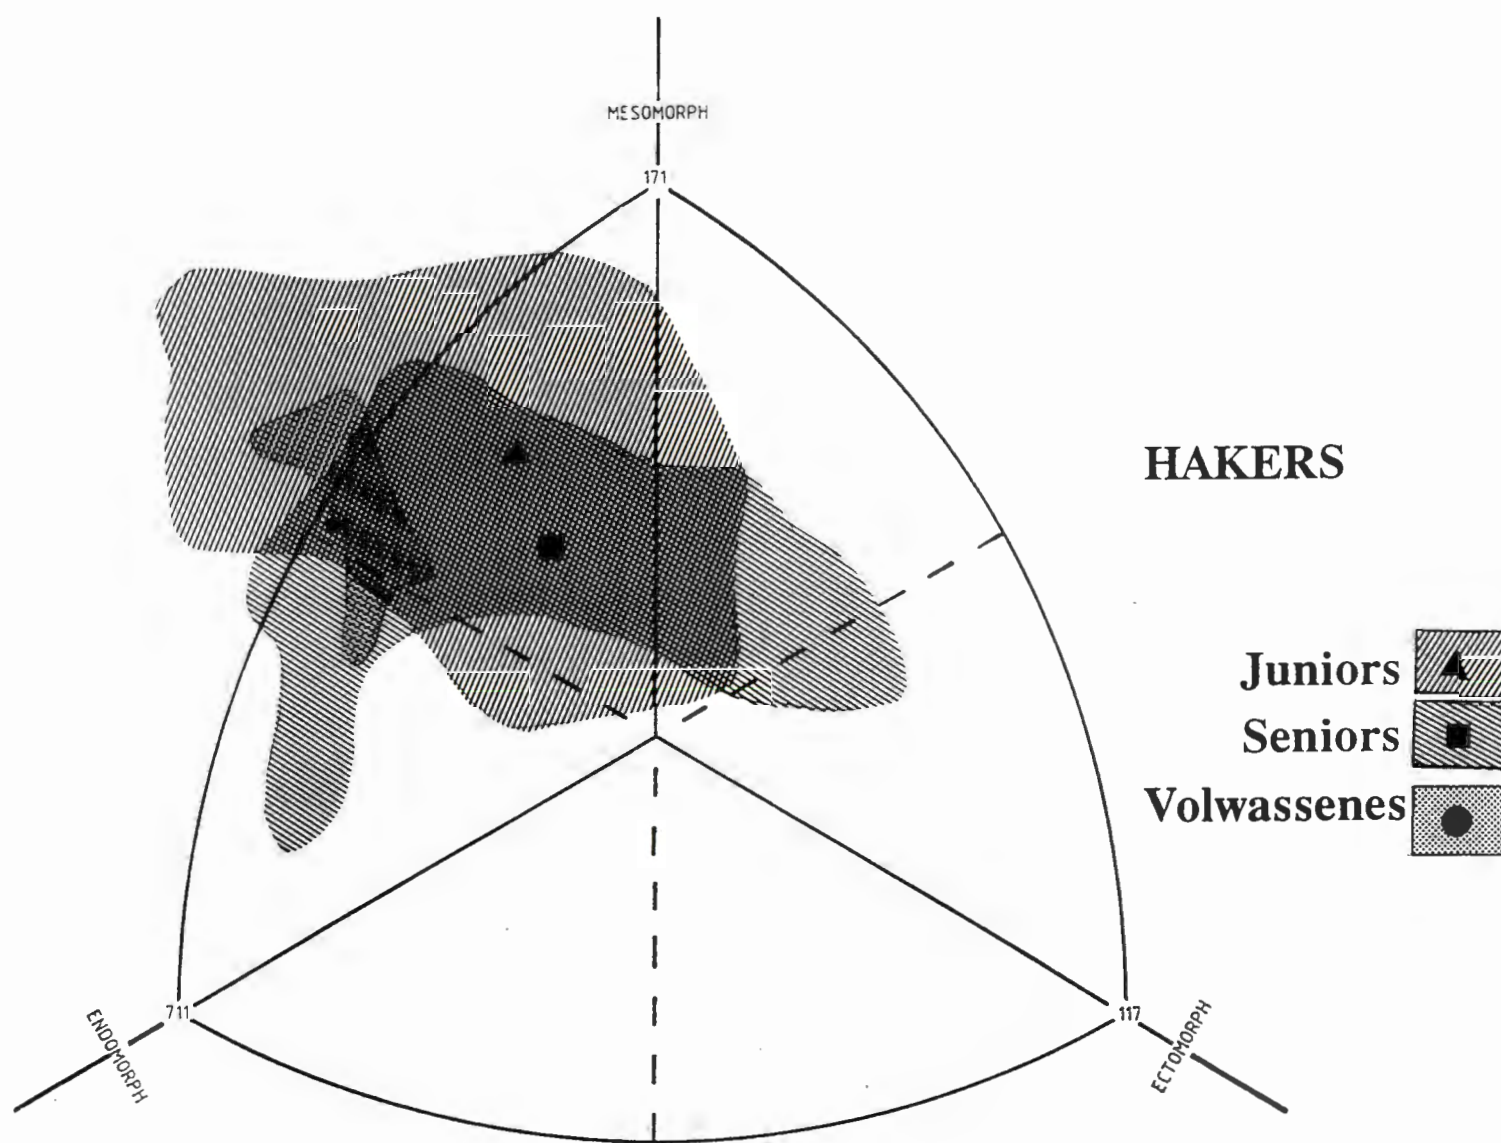 MESOMORPH
171
HAKERS
Juniors
Seniors
Volwassenes
711
117
ENDOMORPH
ECTOMORPH